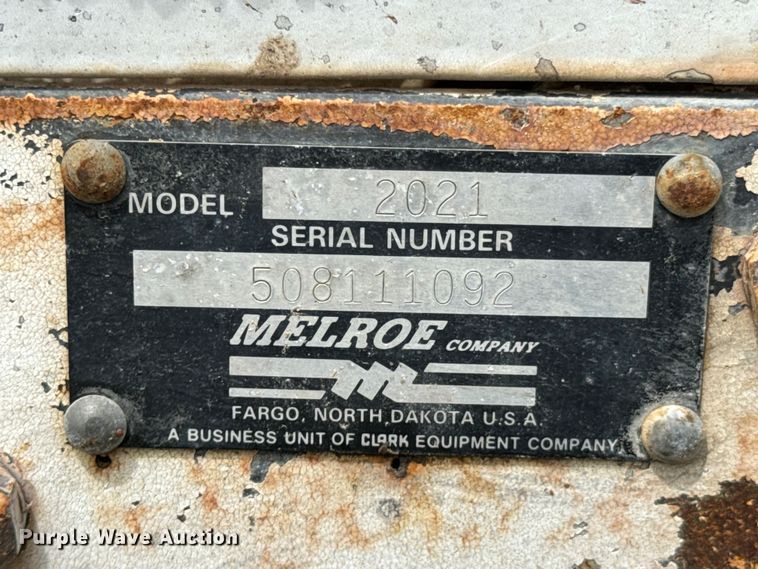 MODEL 2021
SERIAL NUMBER
508111092
MELROE COMPANY
FARGO, NORTH DAKOTA U.S.A.
A BUSINESS UNIT OF CLARK EQUIPMENT COMPANY
Purple Wave Auction